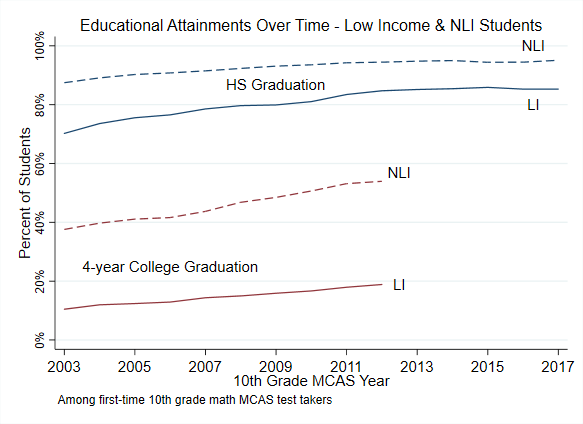 Educational Attainments Over Time - Low Income & NLI Students
100%
80%
60%
40%
20%
0%
Percent of Students
NLI
HS Graduation
LI
NLI
4-year College Graduation
LI
2003 2005 2007 2009 2011 2013 2015 2017
10th Grade MCAS Year
Among first-time 10th grade math MCAS test takers